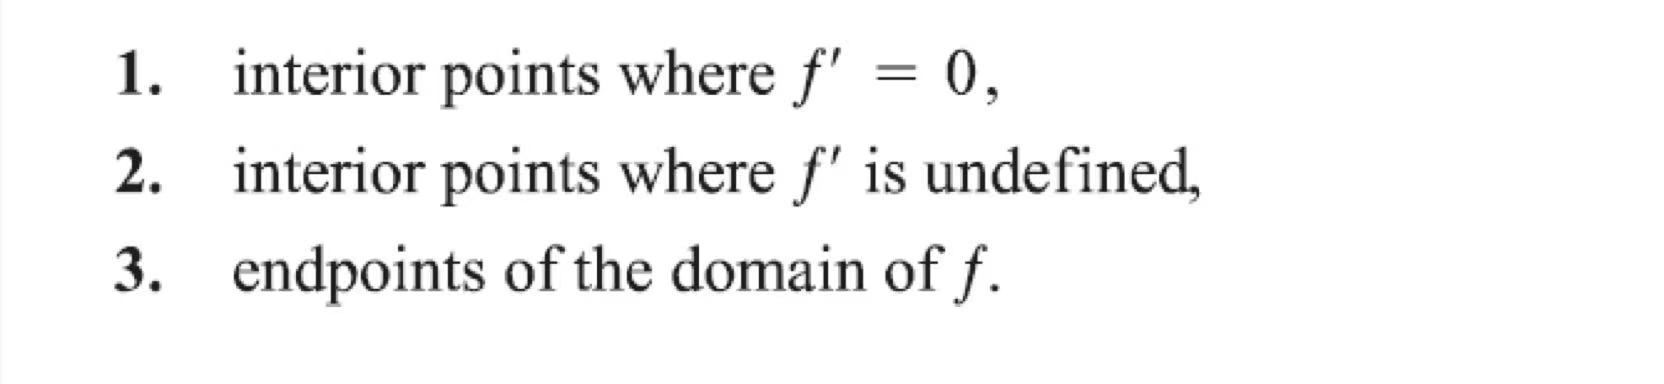 1. interior points where f′ = 0,
2. interior points where f′ is undefined,
3. endpoints of the domain of f.